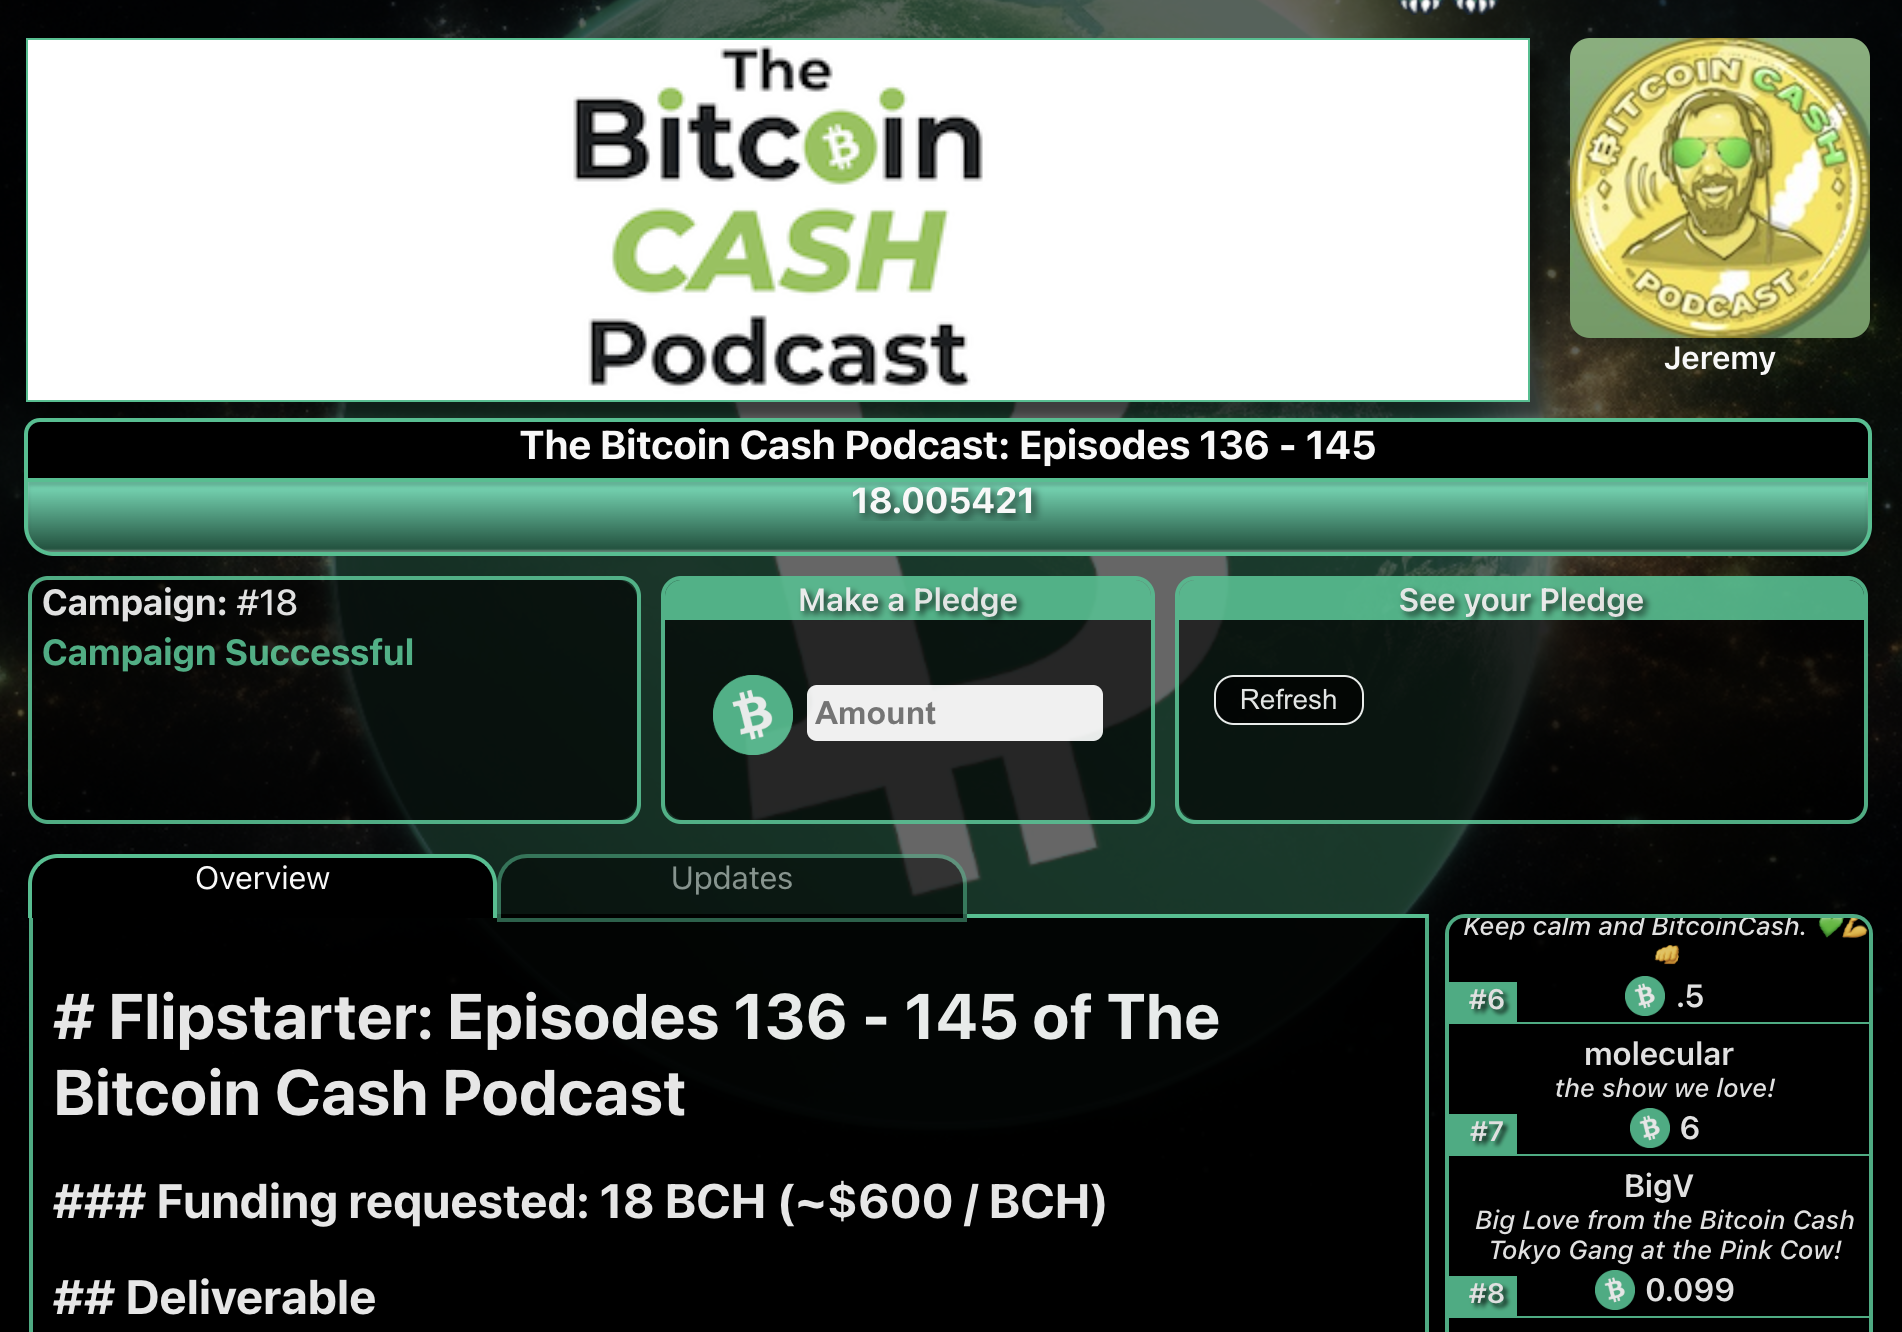 The
Bitcoin
CASH
Podcast
BITCOIN CASH
PODCAST
Jeremy
The Bitcoin Cash Podcast: Episodes 136 - 145
18.005421
Campaign: #18
Campaign Successful
Make a Pledge
Amount
See your Pledge
Refresh
Overview
Updates
# Flipstarter: Episodes 136 - 145 of The
Bitcoin Cash Podcast
### Funding requested: 18 BCH (~$600 / BCH)
## Deliverable
Keep calm and BitcoinCash. 💚💪
👊
#6
.5
molecular
the show we love!
#7
6
BigV
Big Love from the Bitcoin Cash
Tokyo Gang at the Pink Cow!
#8
0.099